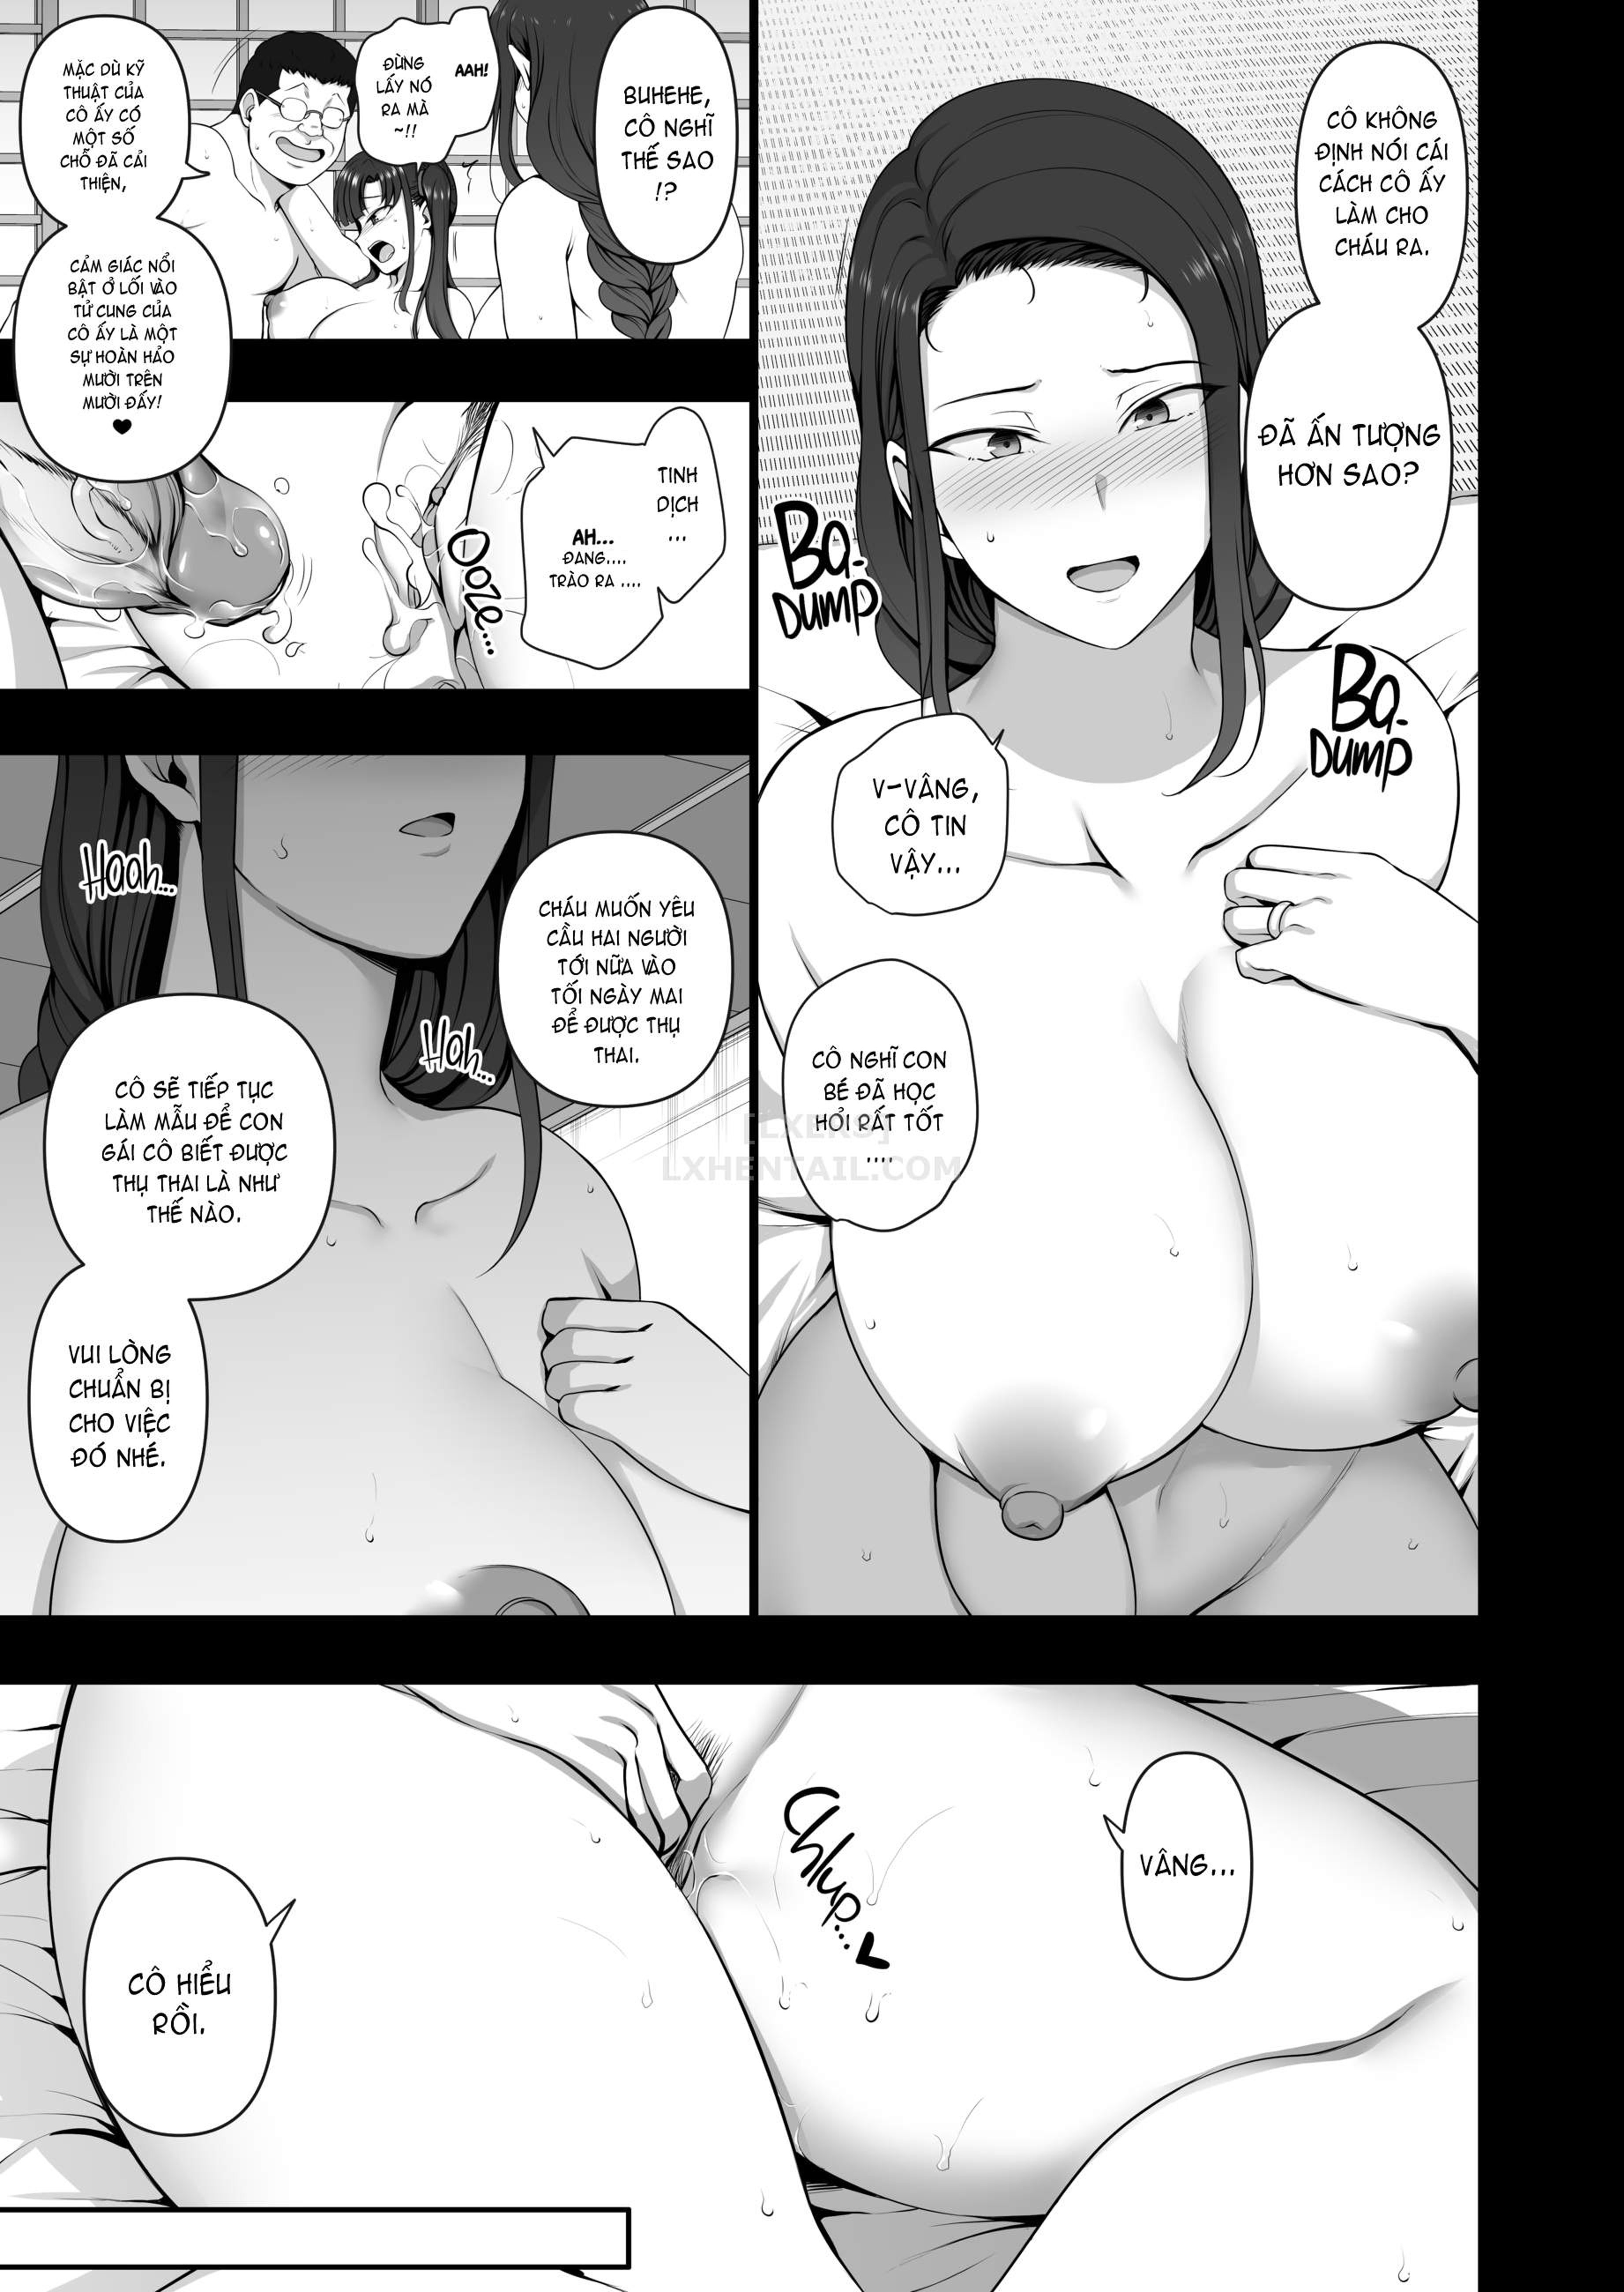 BUHEHE,
CÔ NGHĨ
THẾ SAO
!?
AAH!
ĐỪNG
LẤY NÓ
RA MÀ
~!!
MẶC DÙ KỸ
THUẬT CỦA
CÔ ẤY CÓ
MỘT SỐ
CHỖ ĐÃ CẢI
THIỆN,
CẢM GIÁC NỔI
BẬT Ở LỐI VÀO
TỬ CUNG CỦA
CÔ ẤY LÀ MỘT
SỰ HOÀN HẢO
MƯỜI TRÊN
MƯỜI ĐẤY!
TINH
DỊCH
...
AH...
ĐANG....
TRÀO RA ....
OOZE...
CÔ KHÔNG
ĐỊNH NÓI CÁI
CÁCH CÔ ẤY
LÀM CHO
CHÁU RA.
ĐÃ ẤN TƯỢNG
HƠN SAO?
BA-
DUMP
BA-
DUMP
V-VÂNG,
CÔ TIN
VẬY...
CÔ NGHĨ CON
BÉ ĐÃ HỌC
HỎI RẤT TỐT
....
[LXERS]
LXHENTAIL.COM
HAAH...
CHÁU MUỐN YÊU
CẦU HAI NGƯỜI
TỚI NỮA VÀO
TỐI NGÀY MAI
ĐỂ ĐƯỢC THỤ
THAI.
HAH...
CÔ SẼ TIẾP TỤC
LÀM MẪU ĐỂ CON
GÁI CÔ BIẾT ĐƯỢC
THỤ THAI LÀ NHƯ
THẾ NÀO.
VUI LÒNG
CHUẨN BỊ
CHO VIỆC
ĐÓ NHÉ.
CHLUP...
VÂNG...
CÔ HIỂU
RỒI.